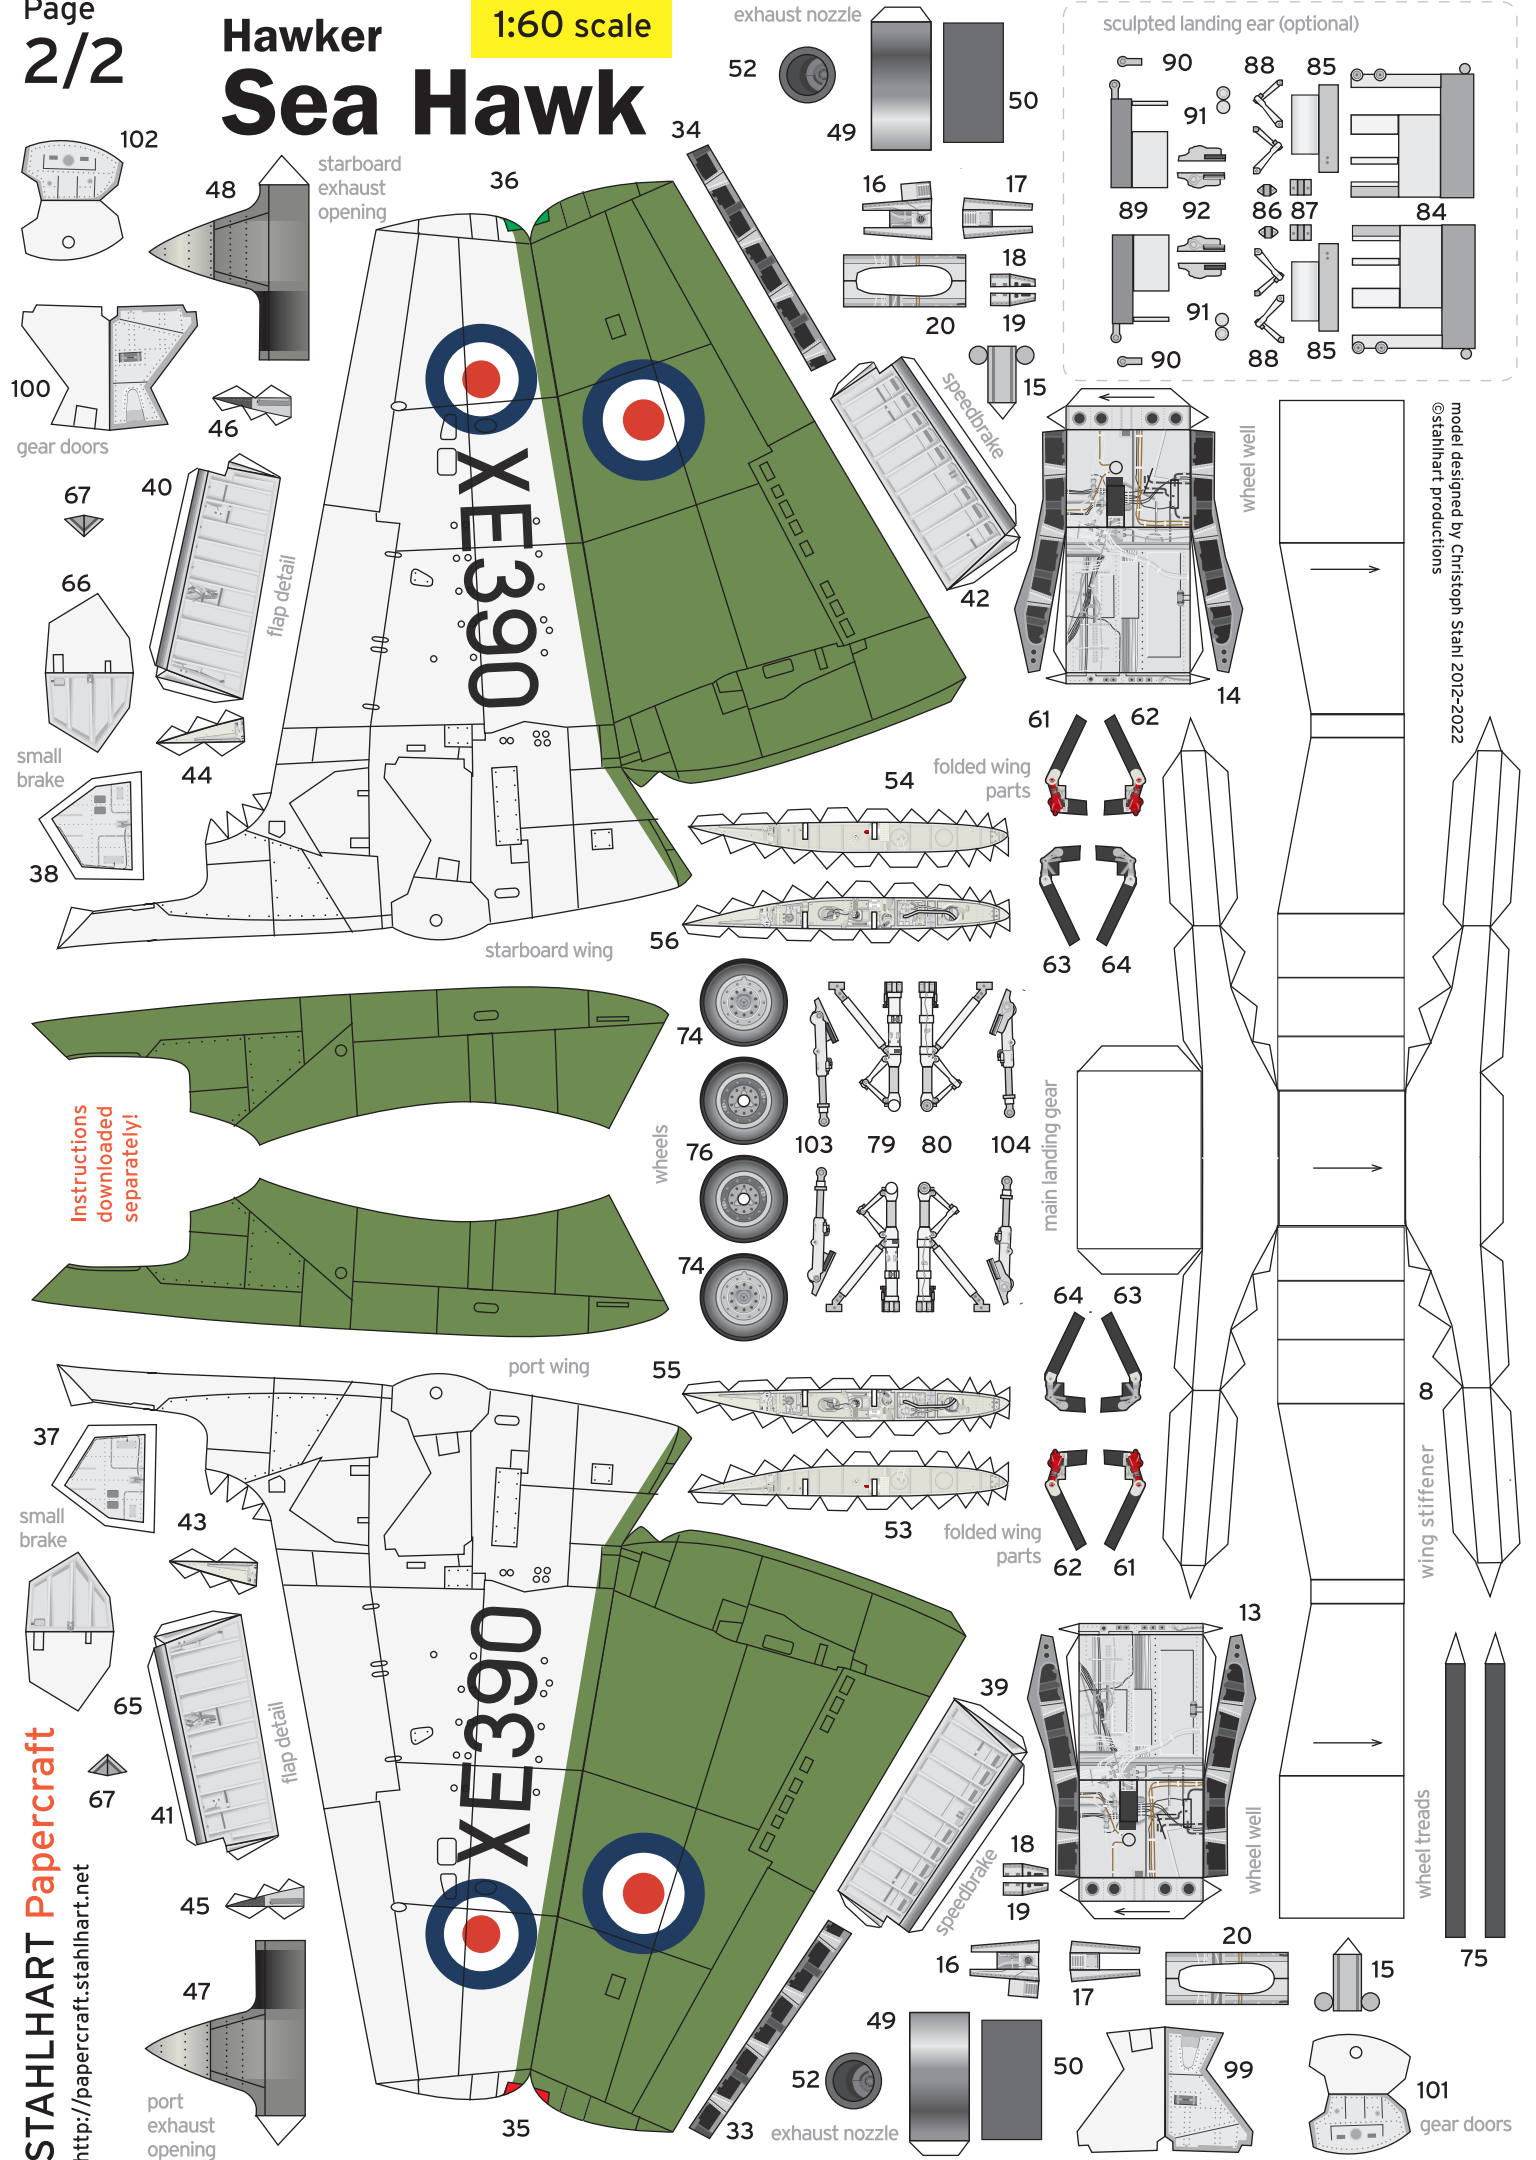 Page
2/2
Hawker
Sea Hawk
1:60 scale
exhaust nozzle
52
49
50
sculpted landing ear (optional)
90
88
85
91
89
92
86
87
84
91
90
88
85
102
48
starboard
exhaust
opening
36
34
16
17
18
20
19
15
100
gear doors
46
speedbrake
42
wheel well
14
model designed by Christoph Stahl 2012-2022
©stahlhart productions
67
40
flap detail
66
XE390
small
brake
44
38
54
folded wing
parts
61
62
56
63
64
starboard wing
Instructions
downloaded
separately!
wheels
74
76
74
103
79
80
104
main landing gear
64
63
port wing
55
8
wing stiffener
37
small
brake
43
53
folded wing
parts
62
61
65
67
41
flap detail
XE390
39
speedbrake
13
wheel well
18
19
wheel treads
75
STAHLHART Papercraft
http://papercraft.stahlhart.net
45
47
port
exhaust
opening
35
33
16
17
20
15
49
52
50
exhaust nozzle
99
101
gear doors